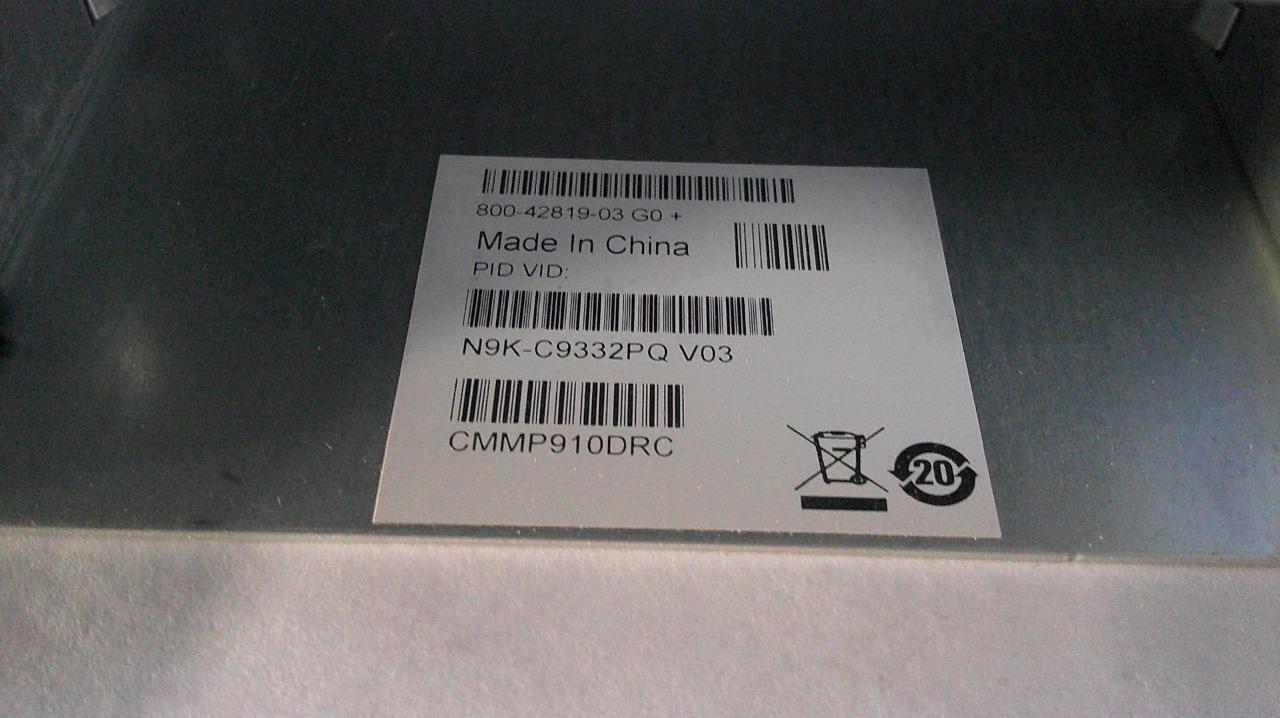 800-42819-03 G0 +
Made In China
PID VID:
N9K-C9332PQ V03
CMMP910DRC
20